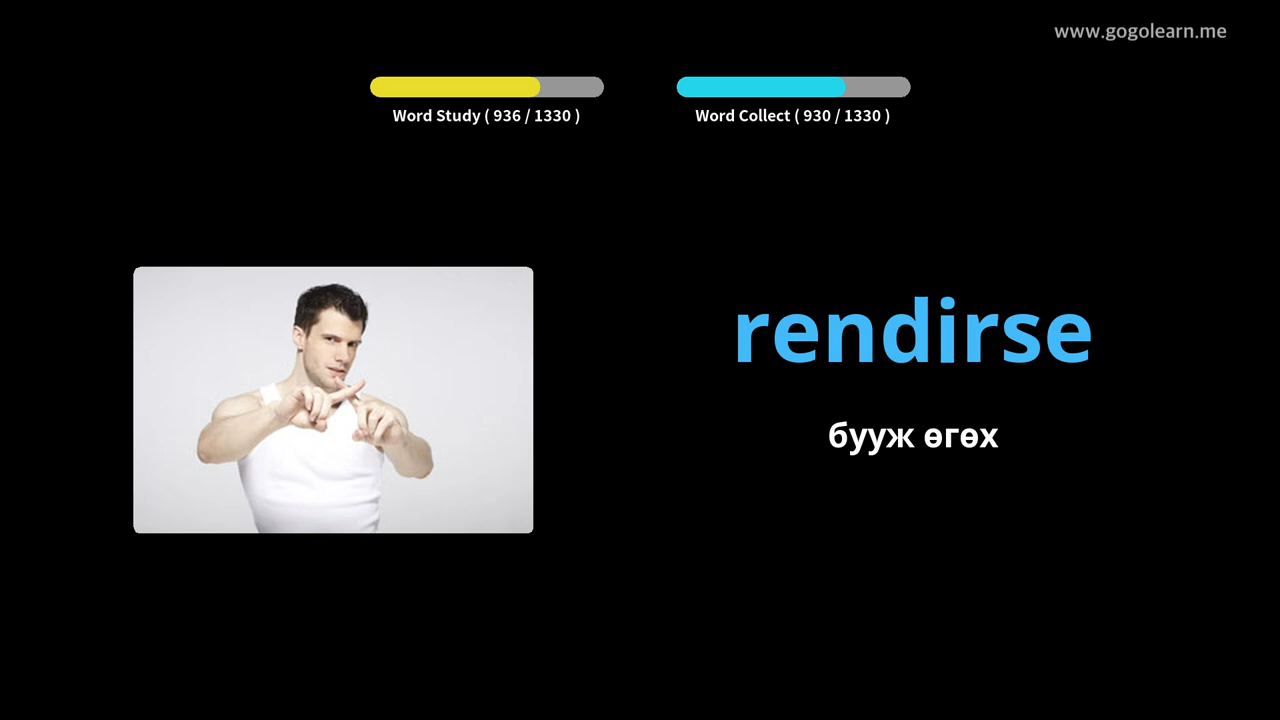 www.gogolearn.me
Word Study ( 936 / 1330 )
Word Collect ( 930 / 1330 )
rendirse
бууж өгөх